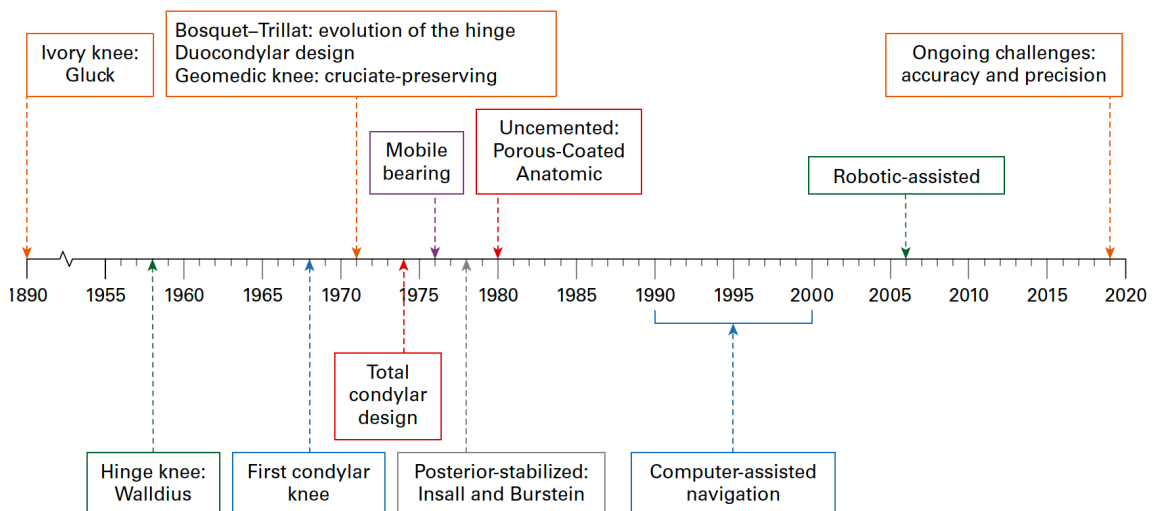 Ivory knee:
Gluck
Bosquet–Trillat: evolution of the hinge
Duocondylar design
Geomedic knee: cruciate-preserving
Ongoing challenges:
accuracy and precision
Mobile
bearing
Uncemented:
Porous-Coated
Anatomic
Robotic-assisted
1890 1955 1960 1965 1970 1975 1980 1985 1990 1995 2000 2005 2010 2015 2020
Total
condylar
design
Hinge knee:
Walldius
First condylar
knee
Posterior-stabilized:
Insall and Burstein
Computer-assisted
navigation